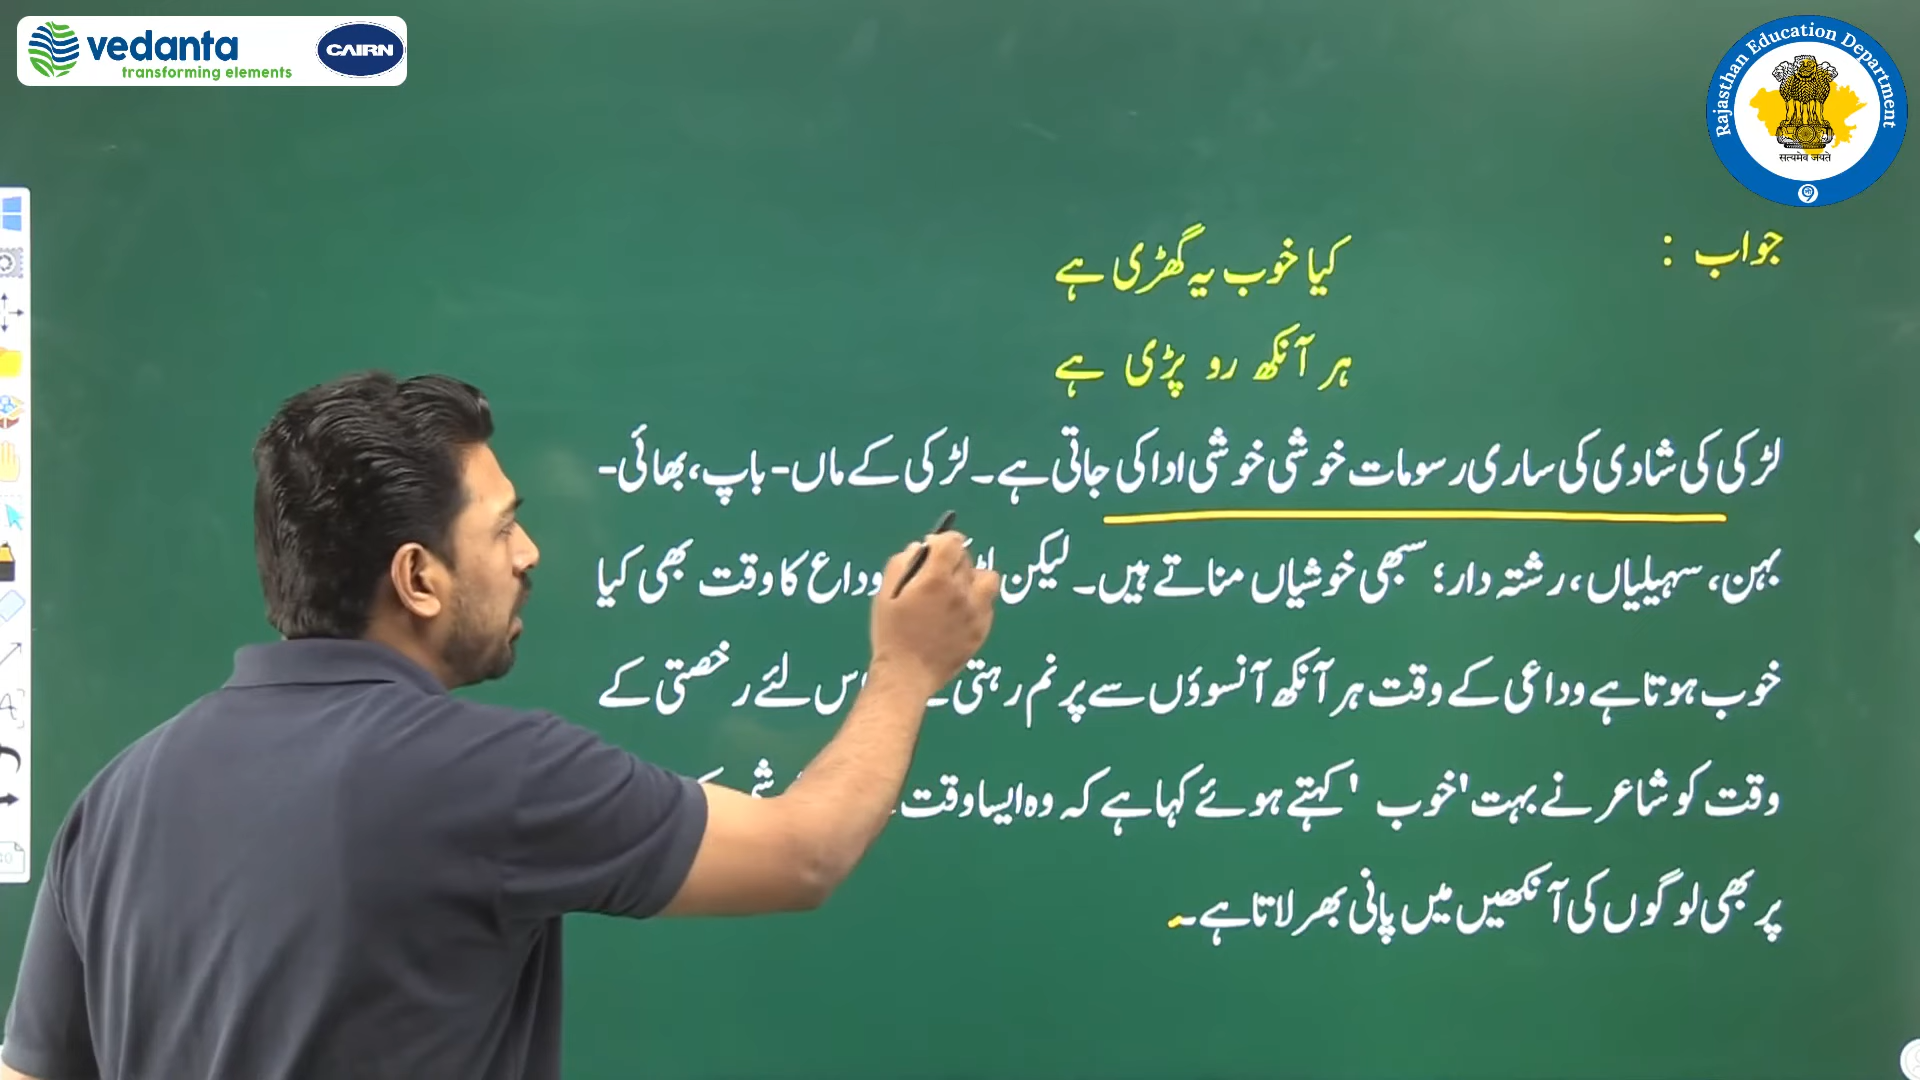 vedanta
transforming elements
CAIRN
Rajasthan Education Department
सत्यमेव जयते
جواب :
کیا خوب یہ گھڑی ہے
ہر آنکھ رو پڑی ہے
لڑکی کی شادی کی ساری رسومات خوشی خوشی ادا کی جاتی ہے۔ لڑکی کے ماں- باپ، بھائی-
بہن، سہیلیاں، رشتہ دار؛ سبھی خوشیاں مناتے ہیں۔ لیکن وداع کا وقت بھی کیا
خوب ہوتا ہے وداعی کے وقت ہر آنکھ آنسوؤں سے پر نم رہتی اس لئے رخصتی کے
وقت کو شاعر نے بہت 'خوب ' کہتے ہوئے کہا ہے کہ وہ ایسا وقت
پر بھی لوگوں کی آنکھیں میں پانی بھر لاتا ہے۔